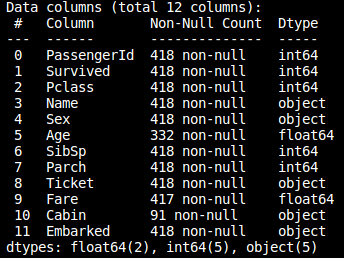 Data columns (total 12 columns):
 #   Column       Non-Null Count  Dtype
---  ------       --------------  -----
 0   PassengerId  418 non-null    int64
 1   Survived     418 non-null    int64
 2   Pclass       418 non-null    int64
 3   Name         418 non-null    object
 4   Sex          418 non-null    object
 5   Age          332 non-null    float64
 6   SibSp        418 non-null    int64
 7   Parch        418 non-null    int64
 8   Ticket       418 non-null    object
 9   Fare         417 non-null    float64
 10  Cabin        91 non-null     object
 11  Embarked     418 non-null    object
dtypes: float64(2), int64(5), object(5)